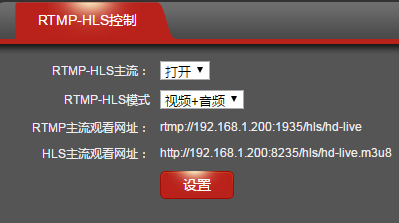 RTMP-HLS控制
RTMP-HLS主流： 打开
RTMP-HLS模式 视频+音频
RTMP主流观看网址： rtmp://192.168.1.200:1935/hls/hd-live
HLS主流观看网址： http://192.168.1.200:8235/hls/hd-live.m3u8
设置